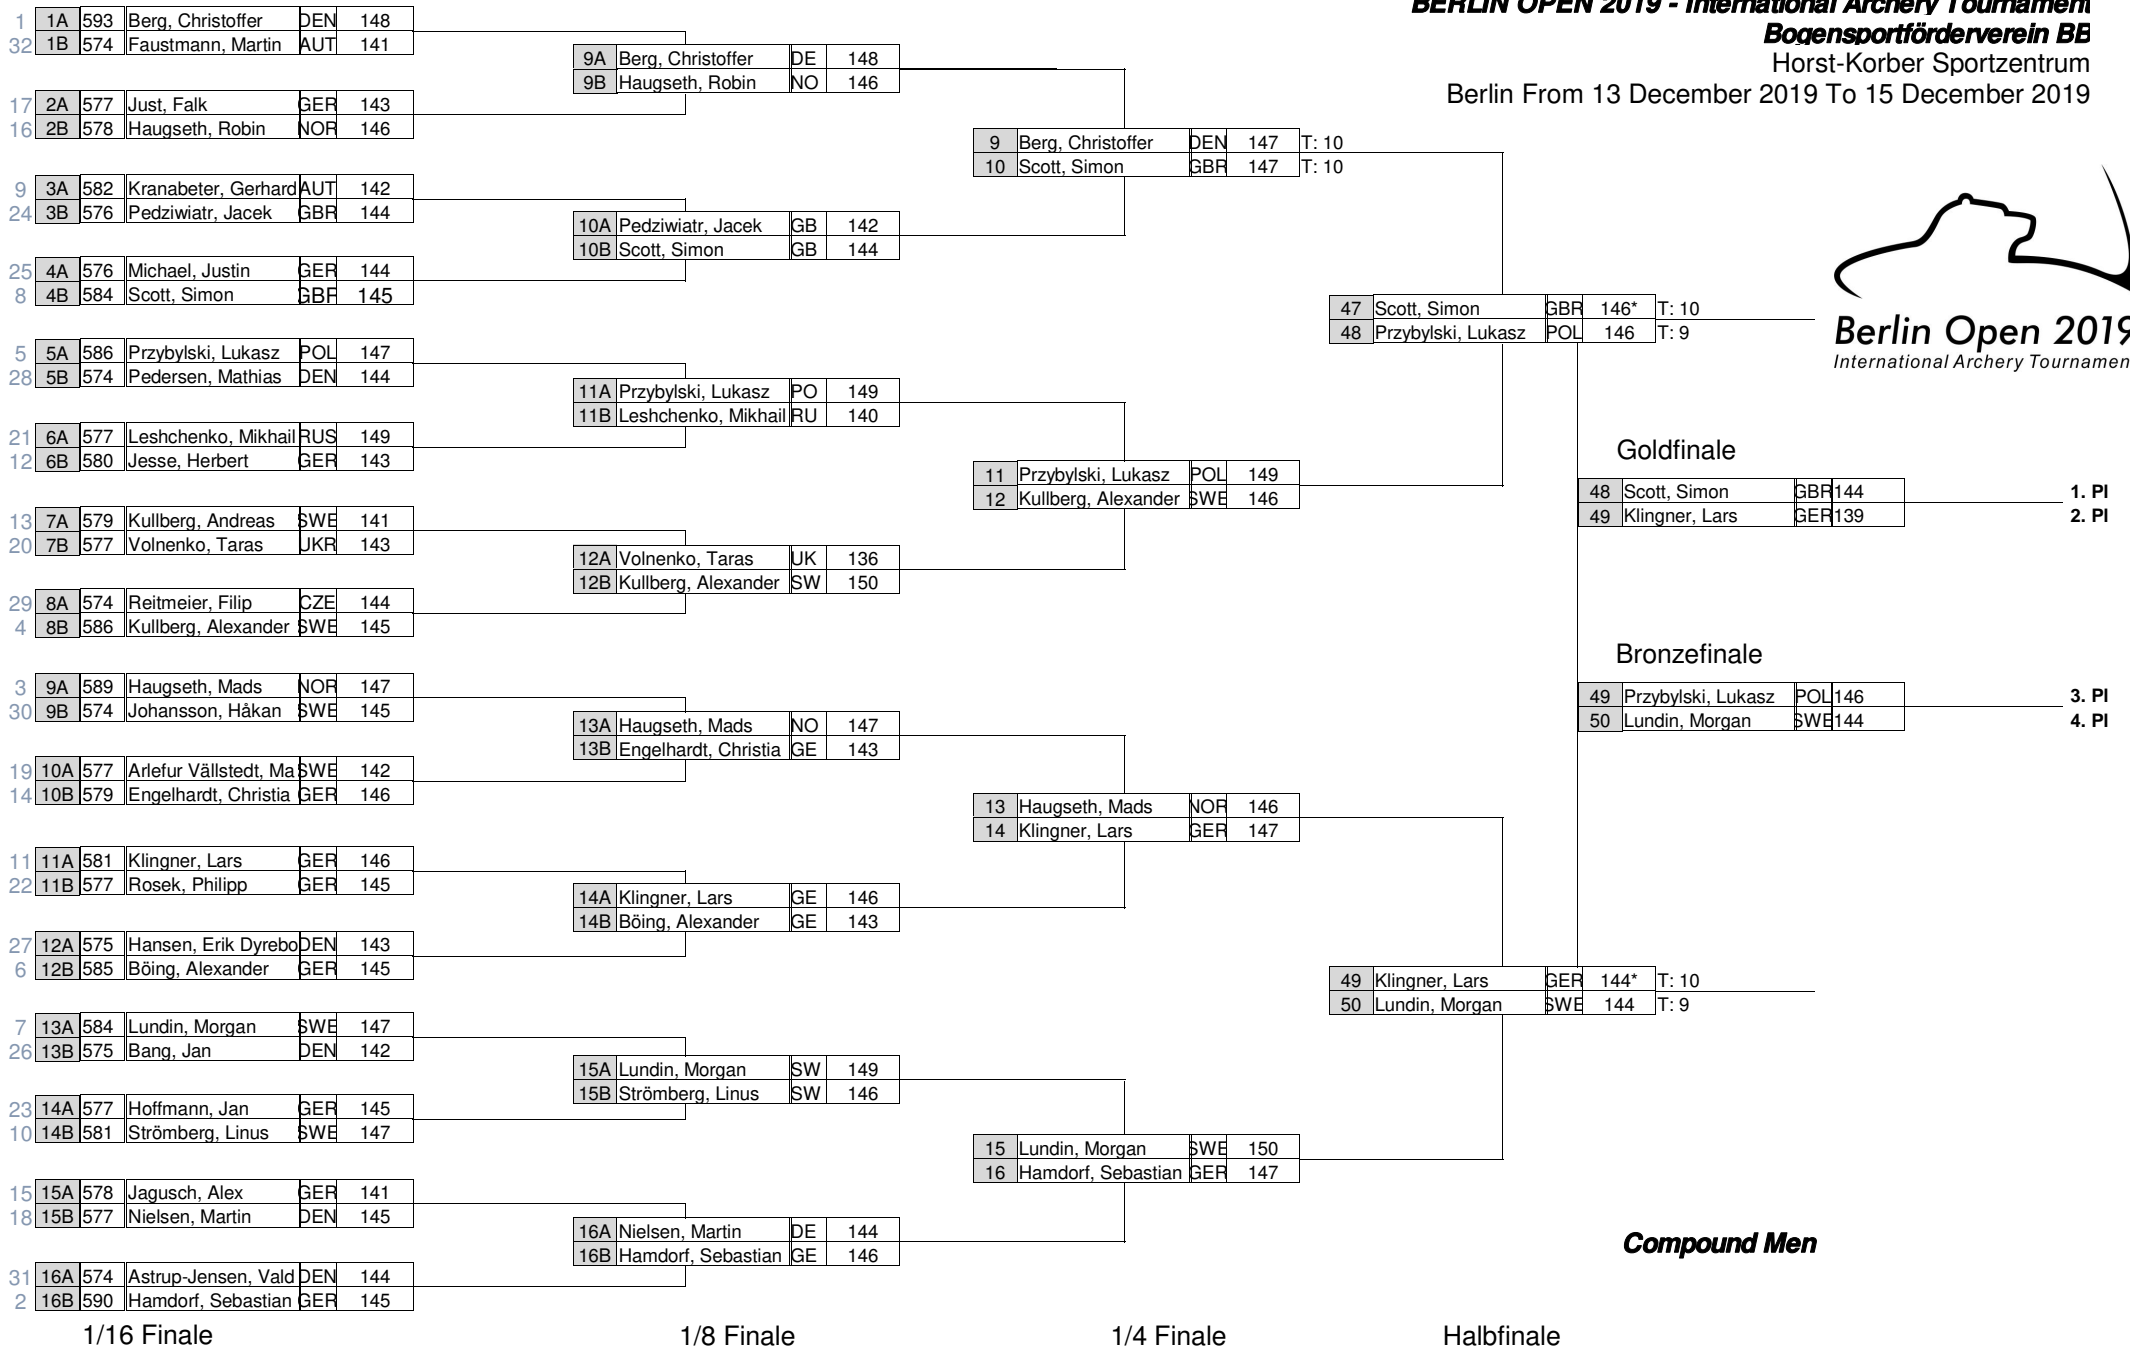 BERLIN OPEN 2019 - International Archery Tournament
Bogensportförderverein BB
Horst-Korber Sportzentrum
Berlin From 13 December 2019 To 15 December 2019
1 1A 593 Berg, Christoffer DEN 148
32 1B 574 Faustmann, Martin AUT 141
17 2A 577 Just, Falk GER 143
16 2B 578 Haugseth, Robin NOR 146
9 3A 582 Kranabeter, Gerhard AUT 142
24 3B 576 Pedziwiatr, Jacek GBR 144
25 4A 576 Michael, Justin GER 144
8 4B 584 Scott, Simon GBR 145
5 5A 586 Przybylski, Lukasz POL 147
28 5B 574 Pedersen, Mathias DEN 144
21 6A 577 Leshchenko, Mikhail RUS 149
12 6B 580 Jesse, Herbert GER 143
13 7A 579 Kullberg, Andreas SWE 141
20 7B 577 Volnenko, Taras UKR 143
29 8A 574 Reitmeier, Filip CZE 144
4 8B 586 Kullberg, Alexander SWE 145
3 9A 589 Haugseth, Mads NOR 147
30 9B 574 Johansson, Håkan SWE 145
19 10A 577 Arlefur Vällstedt, Ma SWE 142
14 10B 579 Engelhardt, Christia GER 146
11 11A 581 Klingner, Lars GER 146
22 11B 577 Rosek, Philipp GER 145
27 12A 575 Hansen, Erik Dyrebo DEN 143
6 12B 585 Böing, Alexander GER 145
7 13A 584 Lundin, Morgan SWE 147
26 13B 575 Bang, Jan DEN 142
23 14A 577 Hoffmann, Jan GER 145
10 14B 581 Strömberg, Linus SWE 147
15 15A 578 Jagusch, Alex GER 141
18 15B 577 Nielsen, Martin DEN 145
31 16A 574 Astrup-Jensen, Vald DEN 144
2 16B 590 Hamdorf, Sebastian GER 145
1/16 Finale
9A Berg, Christoffer DE 148
9B Haugseth, Robin NO 146
10A Pedziwiatr, Jacek GB 142
10B Scott, Simon GB 144
11A Przybylski, Lukasz PO 149
11B Leshchenko, Mikhail RU 140
12A Volnenko, Taras UK 136
12B Kullberg, Alexander SW 150
13A Haugseth, Mads NO 147
13B Engelhardt, Christia GE 143
14A Klingner, Lars GE 146
14B Böing, Alexander GE 143
15A Lundin, Morgan SW 149
15B Strömberg, Linus SW 146
16A Nielsen, Martin DE 144
16B Hamdorf, Sebastian GE 146
1/8 Finale
9 Berg, Christoffer DEN 147 T: 10
10 Scott, Simon GBR 147 T: 10
11 Przybylski, Lukasz POL 149
12 Kullberg, Alexander SWE 146
13 Haugseth, Mads NOR 146
14 Klingner, Lars GER 147
15 Lundin, Morgan SWE 150
16 Hamdorf, Sebastian GER 147
1/4 Finale
47 Scott, Simon GBR 146* T: 10
48 Przybylski, Lukasz POL 146 T: 9
49 Klingner, Lars GER 144* T: 10
50 Lundin, Morgan SWE 144 T: 9
Halbfinale
Berlin Open 2019
International Archery Tournamen
Goldfinale
48 Scott, Simon GBR 144 1. Pl
49 Klingner, Lars GER 139 2. Pl
Bronzefinale
49 Przybylski, Lukasz POL 146 3. Pl
50 Lundin, Morgan SWE 144 4. Pl
Compound Men